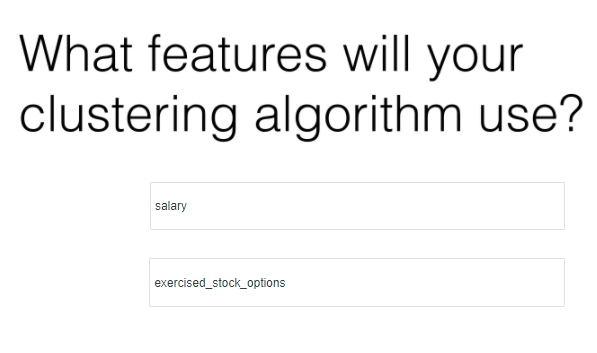 What features will your
clustering algorithm use?
salary
exercised_stock_options